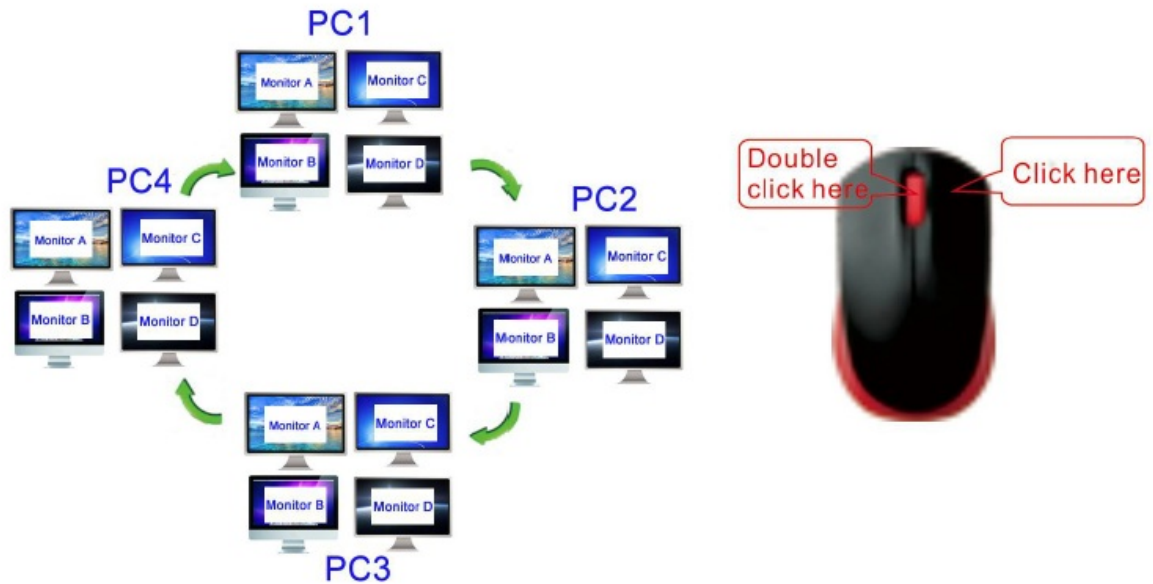 PC1
Monitor A
Monitor C
Monitor B
Monitor D
PC4
Monitor A
Monitor C
Monitor B
Monitor D
PC2
Monitor A
Monitor C
Monitor B
Monitor D
Monitor A
Monitor C
Monitor B
Monitor D
PC3
Double
click here
Click here